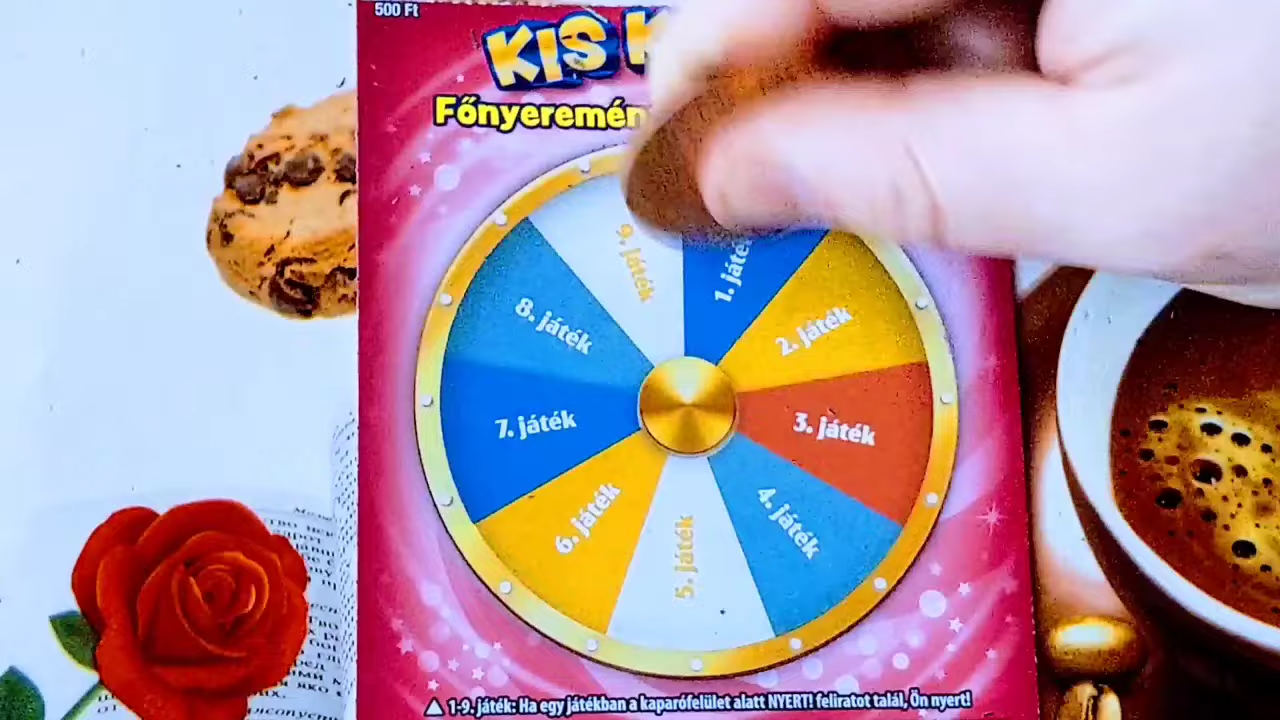 500 Ft
KIS
Főnyeremén
9. játék
1. játé
2. játék
8. játék
3. játék
7. játék
4. játék
6. játék
5. játék
1-9. játék: Ha egy játékban a kaparófelület alatt NYERT! feliratot talál, Ön nyert!